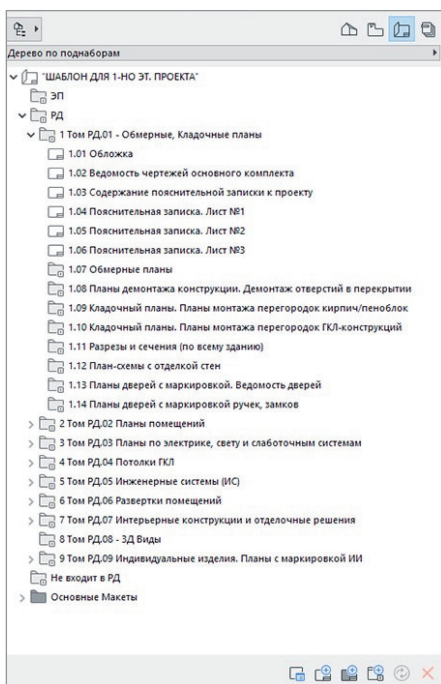 Дерево по поднаборам
"ШАБЛОН ДЛЯ 1-НО ЭТ. ПРОЕКТА"
ЭП
РД
1 Том РД.01 - Обмерные, Кладочные планы
1.01 Обложка
1.02 Ведомость чертежей основного комплекта
1.03 Содержание пояснительной записки к проекту
1.04 Пояснительная записка. Лист №1
1.05 Пояснительная записка. Лист №2
1.06 Пояснительная записка. Лист №3
1.07 Обмерные планы
1.08 Планы демонтажа конструкции. Демонтаж отверстий в перекрытии
1.09 Кладочный планы. Планы монтажа перегородок кирпич/пеноблок
1.10 Кладочный планы. Планы монтажа перегородок ГКЛ-конструкций
1.11 Разрезы и сечения (по всему зданию)
1.12 План-схемы с отделкой стен
1.13 Планы дверей с маркировкой. Ведомость дверей
1.14 Планы дверей с маркировкой ручек, замков
2 Том РД.02 Планы помещений
3 Том РД.03 Планы по электрике, свету и слаботочным системам
4 Том РД.04 Потолки ГКЛ
5 Том РД.05 Инженерные системы (ИС)
6 Том РД.06 Развертки помещений
7 Том РД.07 Интерьерные конструкции и отделочные решения
8 Том РД.08 - 3Д Виды
9 Том РД.09 Индивидуальные изделия. Планы с маркировкой ИИ
Не входит в РД
Основные Макеты